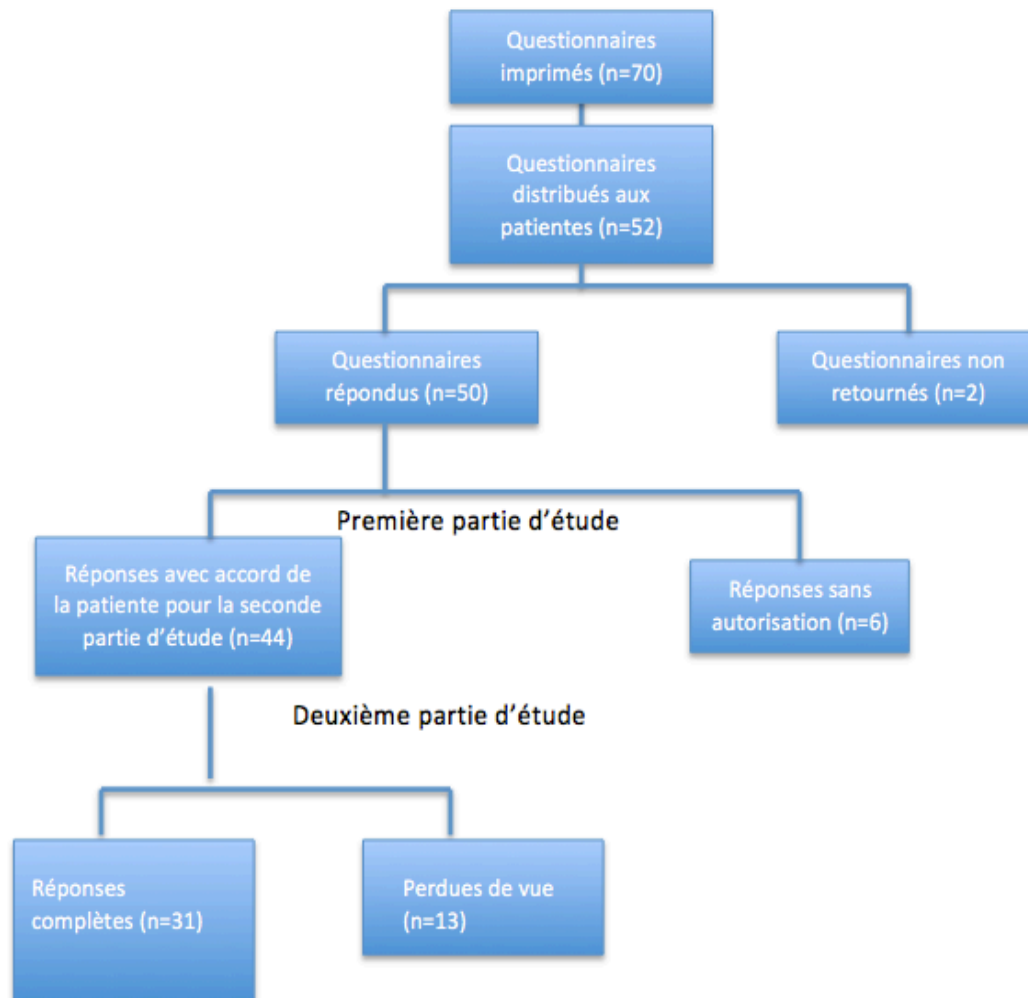 Questionnaires
imprimés (n=70)
Questionnaires
distribués aux
patientes (n=52)
Questionnaires
répondus (n=50)
Questionnaires non
retournés (n=2)
Première partie d’étude
Réponses avec accord de
la patiente pour la seconde
partie d’étude (n=44)
Réponses sans
autorisation (n=6)
Deuxième partie d’étude
Réponses
complètes (n=31)
Perdues de vue
(n=13)